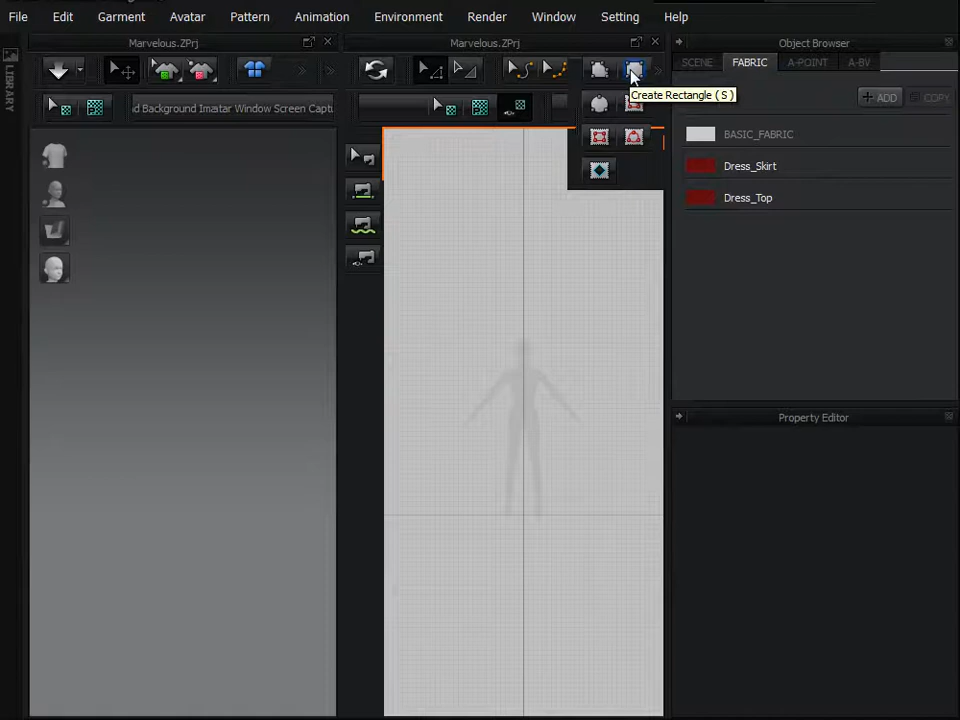 File Edit Garment Avatar Pattern Animation Environment Render Window Setting Help
Marvelous.ZPrj
Marvelous.ZPrj
Object Browser
LIBRARY
SCENE FABRIC A-POINT A-BV
Create Rectangle ( S )
+ ADD COPY
d Background Imaatar Window Screen Captu
BASIC_FABRIC
Dress_Skirt
Dress_Top
Property Editor